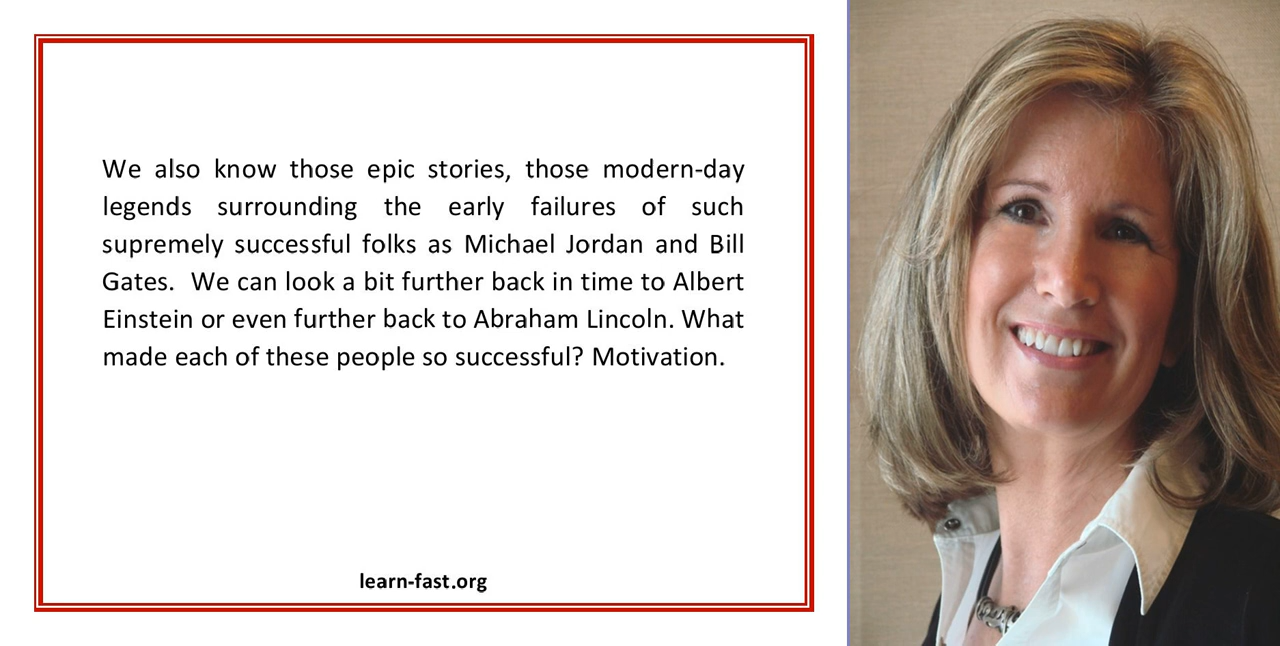 We also know those epic stories, those modern-day
legends surrounding the early failures of such
supremely successful folks as Michael Jordan and Bill
Gates.  We can look a bit further back in time to Albert
Einstein or even further back to Abraham Lincoln. What
made each of these people so successful? Motivation.
learn-fast.org